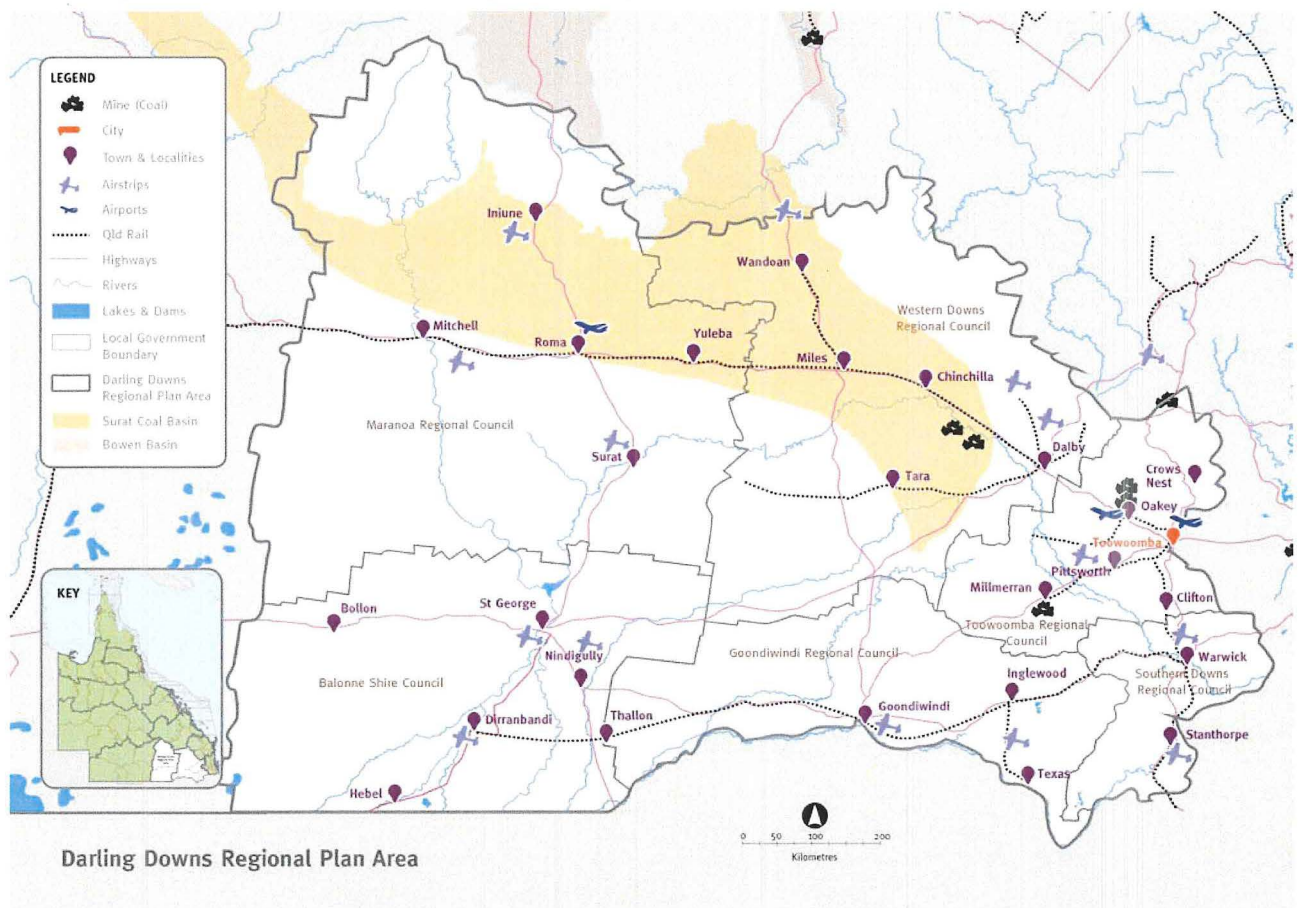 LEGEND
Mine (Coal)
City
Town & Localities
Airstrips
Airports
Qld Rail
Highways
Rivers
Lakes & Dams
Local Government
Boundary
Darling Downs
Regional Plan Area
Surat Coal Basin
Bowen Basin
Iniune
Wandoan
Western Downs
Regional Council
Mitchell
Roma
Yuleba
Miles
Chinchilla
Maranoa Regional Council
Surat
Tara
Dalby
Crows
Nest
Oakey
Toowoomba
Pittsworth
Millmerran
Clifton
Toowoomba Regional
Council
KEY
Bollon
St George
Nindigully
Balonne Shire Council
Goondiwindi Regional Council
Warwick
Southern Downs
Regional Council
Inglewood
Dirranbandi
Thallon
Goondiwindi
Stanthorpe
Hebel
Texas
0 50 100 200
Kilometres
Darling Downs Regional Plan Area